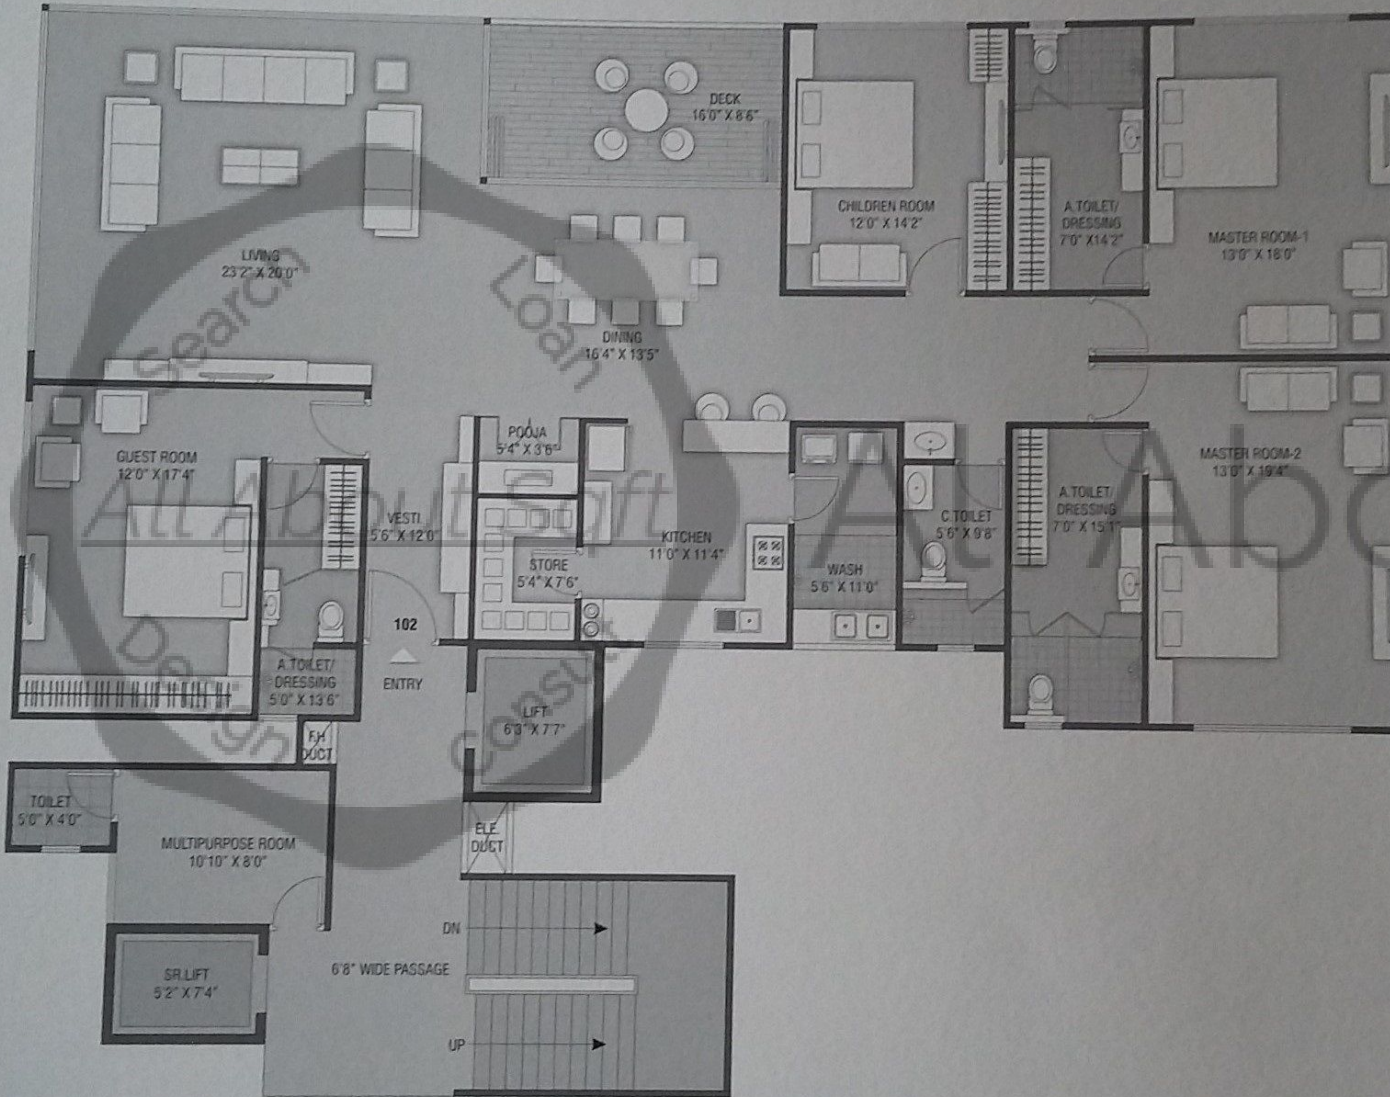 DECK
16'0" X 8'6"
CHILDREN ROOM
12'0" X 14'2"
A.TOILET/
DRESSING
7'0" X14'2"
MASTER ROOM-1
13'0" X 18'0"
LIVING
23'2" X 20'0"
Search
Loan
DINING
16'4" X 13'5"
GUEST ROOM
12'0" X 17'4"
POOJA
5'4" X 3'6"
MASTER ROOM-2
13'0" X 19'4"
All About Sqft
Al Abo
VESTI.
5'6" X 12'0"
KITCHEN
11'0" X 11'4"
STORE
5'4" X 7'6"
WASH
5'6" X 11'0"
C.TOILET
5'6" X 9'8"
A.TOILET/
DRESSING
7'0" X 15'1"
102
ENTRY
Design
Consult
A.TOILET/
DRESSING
5'0" X 13'6"
LIFT
6'3" X 7'7"
F.H
DUCT
TOILET
5'0" X 4'0"
MULTIPURPOSE ROOM
10'10" X 8'0"
ELE.
DUCT
DN
6'8" WIDE PASSAGE
SR.LIFT
5'2" X 7'4"
UP